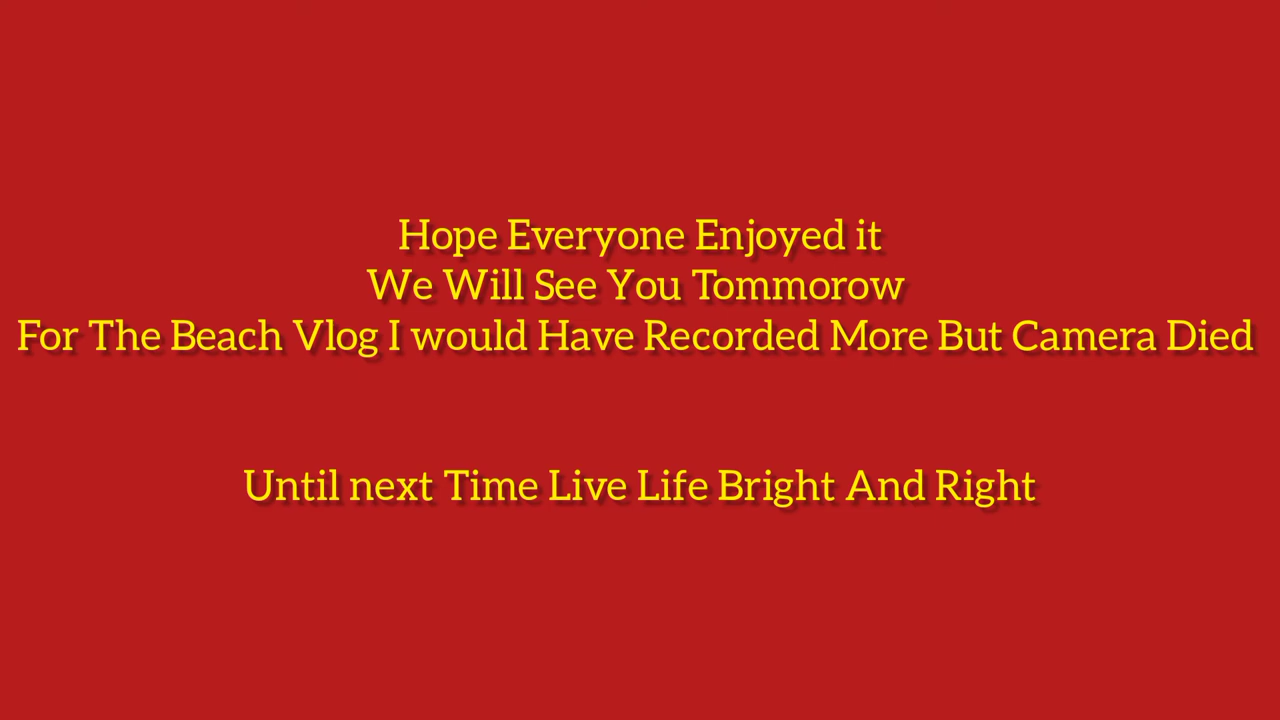 Hope Everyone Enjoyed it
We Will See You Tommorow
For The Beach Vlog I would Have Recorded More But Camera Died
Until next Time Live Life Bright And Right